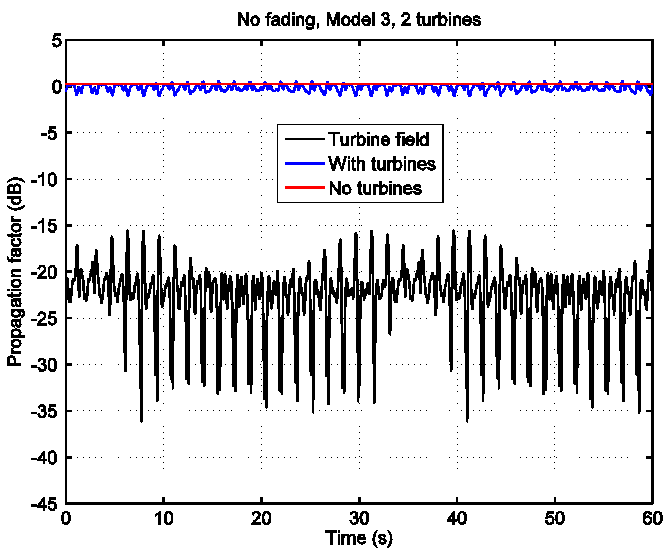 No fading, Model 3, 2 turbines
5
0
-5
-10
-15
-20
-25
-30
-35
-40
-45
Propagation factor (dB)
Turbine field
With turbines
No turbines
0 10 20 30 40 50 60
Time (s)